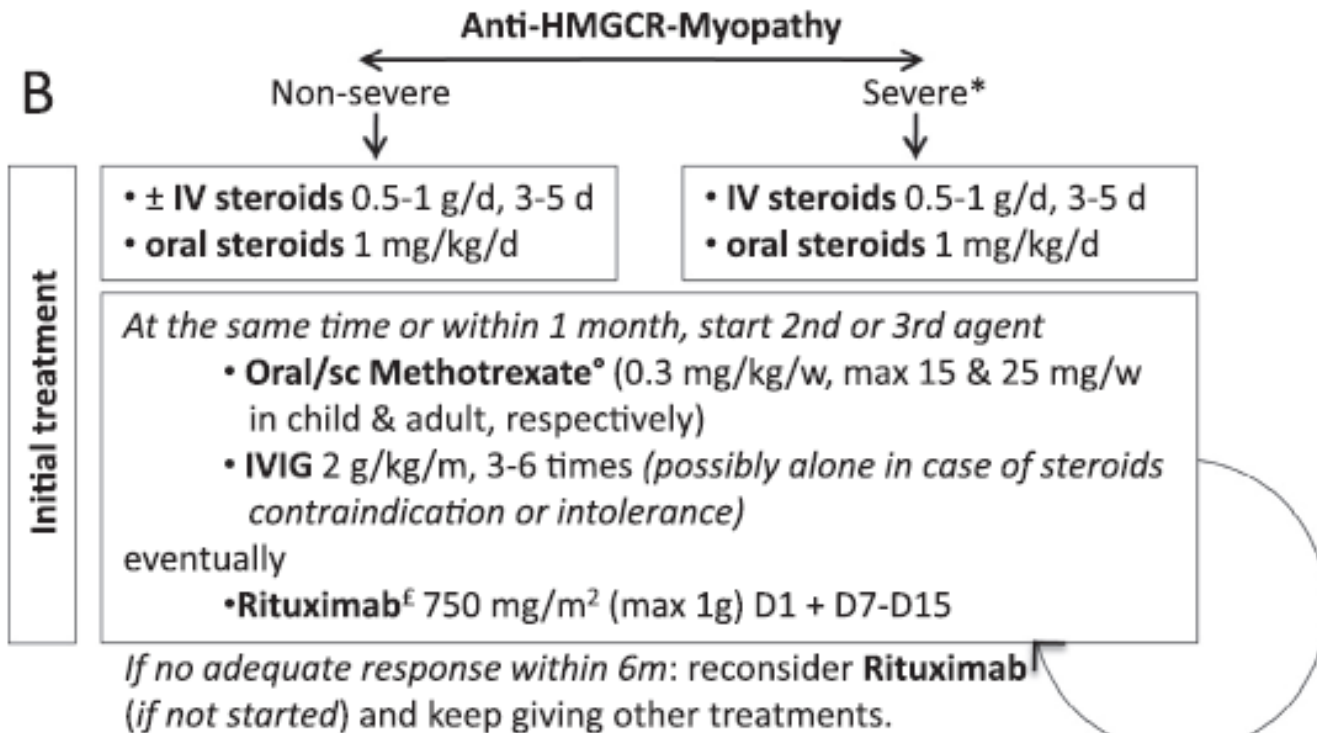 Anti-HMGCR-Myopathy
B
Non-severe
Severe*
Initial treatment
• ± IV steroids 0.5-1 g/d, 3-5 d
• oral steroids 1 mg/kg/d
• IV steroids 0.5-1 g/d, 3-5 d
• oral steroids 1 mg/kg/d
At the same time or within 1 month, start 2nd or 3rd agent
• Oral/sc Methotrexate° (0.3 mg/kg/w, max 15 & 25 mg/w
in child & adult, respectively)
• IVIG 2 g/kg/m, 3-6 times (possibly alone in case of steroids
contraindication or intolerance)
eventually
•Rituximab£ 750 mg/m² (max 1g) D1 + D7-D15
If no adequate response within 6m: reconsider Rituximab
(if not started) and keep giving other treatments.